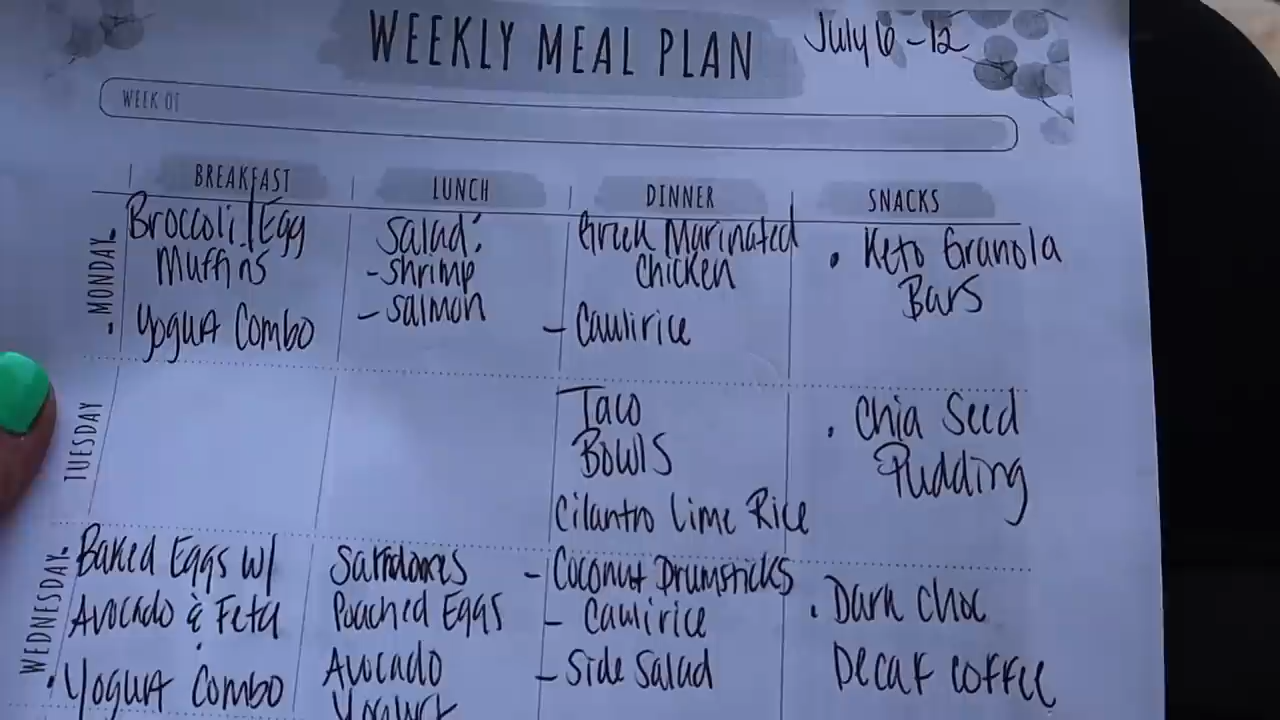 WEEKLY MEAL PLAN
July 6-12
WEEK OF
BREAKFAST LUNCH DINNER SNACKS
MONDAY
Broccoli/Egg
Muffins
Yogurt Combo
Salad:
-shrimp
-salmon
Greek Marinated
Chicken
- Caulirice
• Keto Granola
Bars
TUESDAY
Taco
Bowls
Cilantro Lime Rice
• Chia Seed
Pudding
WEDNESDAY
• Baked Eggs w/
Avocado & Feta
• Yogurt Combo
Poached Eggs
Avocado
Yogurt
- Coconut Drumsticks
- Caulirice
- Side Salad
• Dark Choc
Decaf Coffee